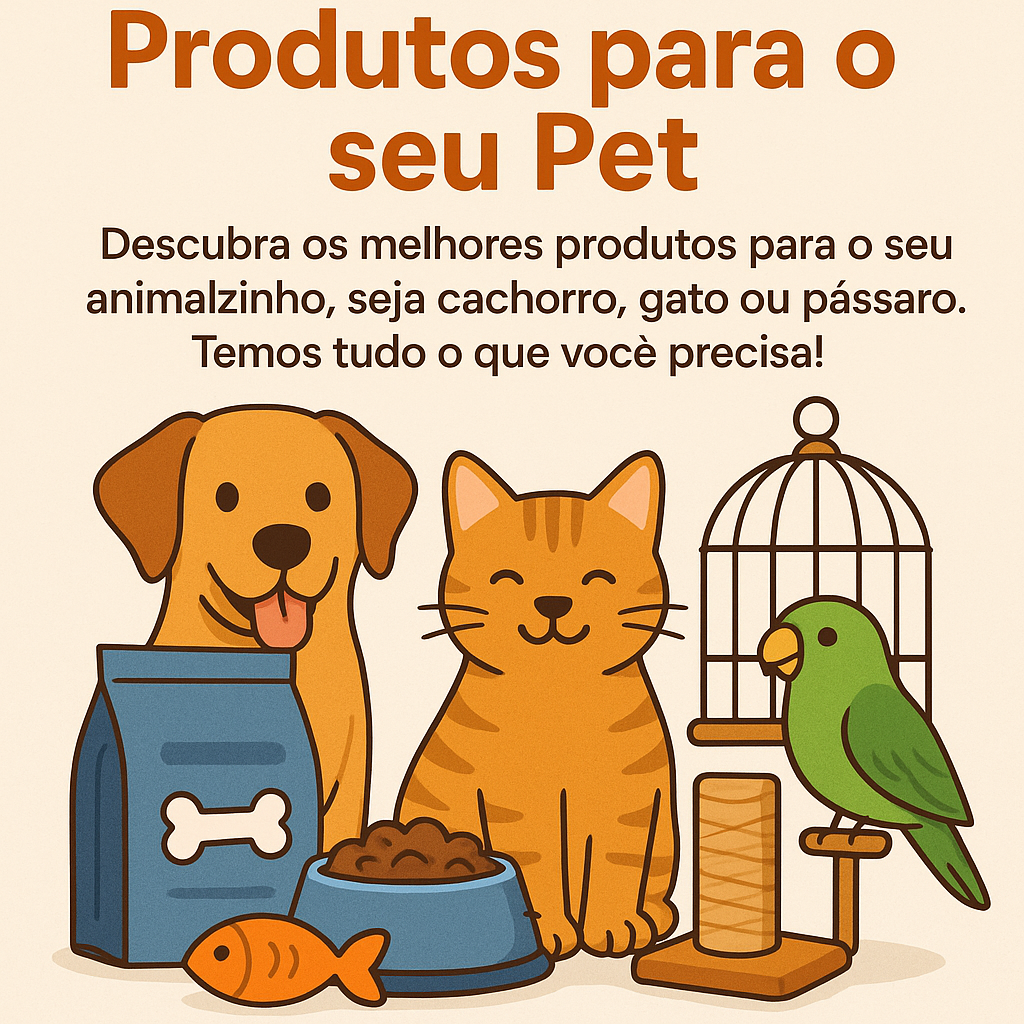 Produtos para o
seu Pet
Descubra os melhores produtos para o seu
animalzinho, seja cachorro, gato ou pássaro.
Temos tudo o que vocè precisa!